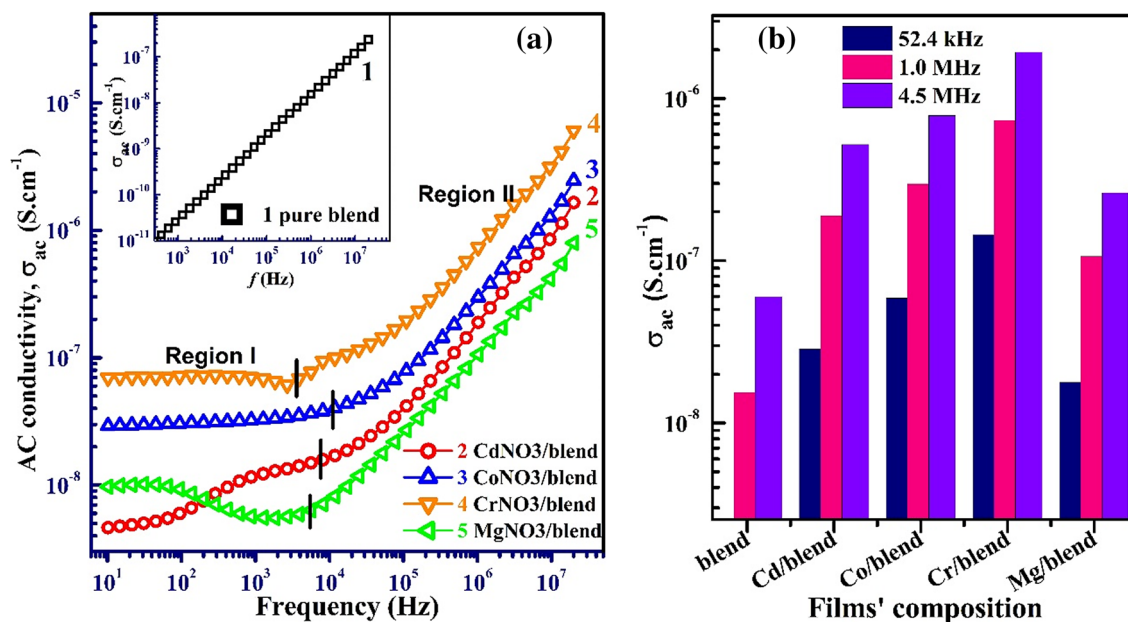 (a)
AC conductivity, σac (S.cm-1)
10-5
10-6
10-7
10-8
σac (S.cm-1)
10-7
10-8
10-9
10-10
10-11
1
1 pure blend
103 104 105 106 107
f (Hz)
Region I
Region II
4
3
2
5
2 CdNO3/blend
3 CoNO3/blend
4 CrNO3/blend
5 MgNO3/blend
101 102 103 104 105 106 107
Frequency (Hz)
(b)
52.4 kHz
1.0 MHz
4.5 MHz
σac (S.cm-1)
10-6
10-7
10-8
blend
Cd/blend
Co/blend
Cr/blend
Mg/blend
Films' composition